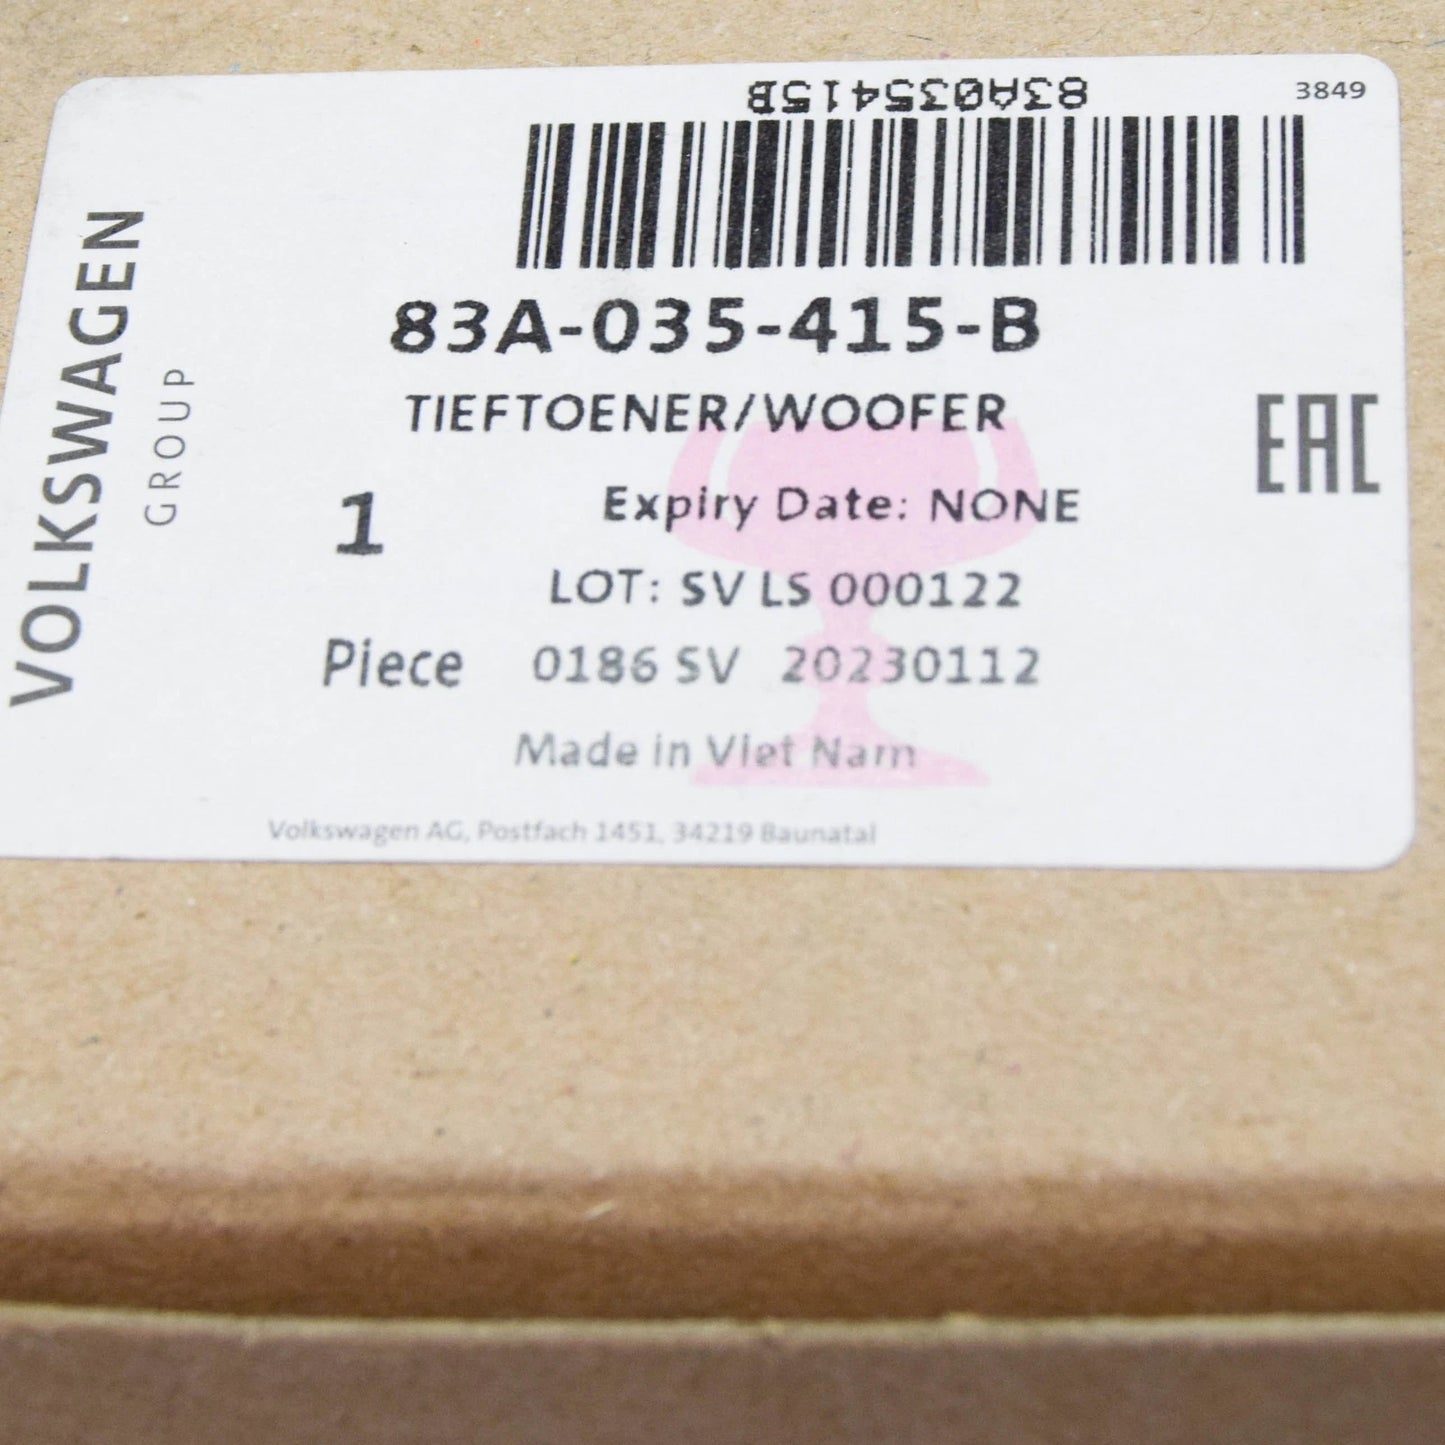 83A035415B
3849
VOLKSWAGEN
GROUP
83A-035-415-B
TIEFTOENER/WOOFER
EAC
1
Expiry Date: NONE
LOT: SV LS 000122
Piece 0186 SV 20230112
Made in Viet Nam
Volkswagen AG, Postfach 1451, 34219 Baunatal